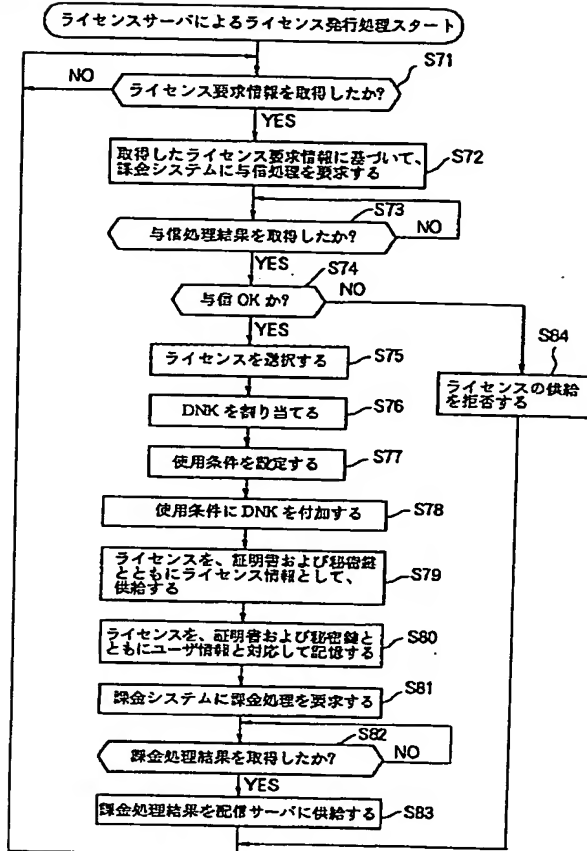 ライセンスサーバによるライセンス発行処理スタート
S71
NO
ライセンス要求情報を取得したか?
YES
取得したライセンス要求情報に基づいて、
課金システムに与信処理を要求する
S72
S73
与信処理結果を取得したか?
NO
YES
S74
与信 OK か?
NO
YES
S84
ライセンスを選択する
S75
ライセンスの供給
を拒否する
DNK を割り当てる
S76
使用条件を設定する
S77
使用条件に DNK を付加する
S78
ライセンスを、証明書および秘密鍵
とともにライセンス情報として、
供給する
S79
ライセンスを、証明書および秘密鍵と
ともにユーザ情報と対応して記憶する
S80
課金システムに課金処理を要求する
S81
S82
課金処理結果を取得したか?
NO
YES
課金処理結果を配信サーバに供給する
S83